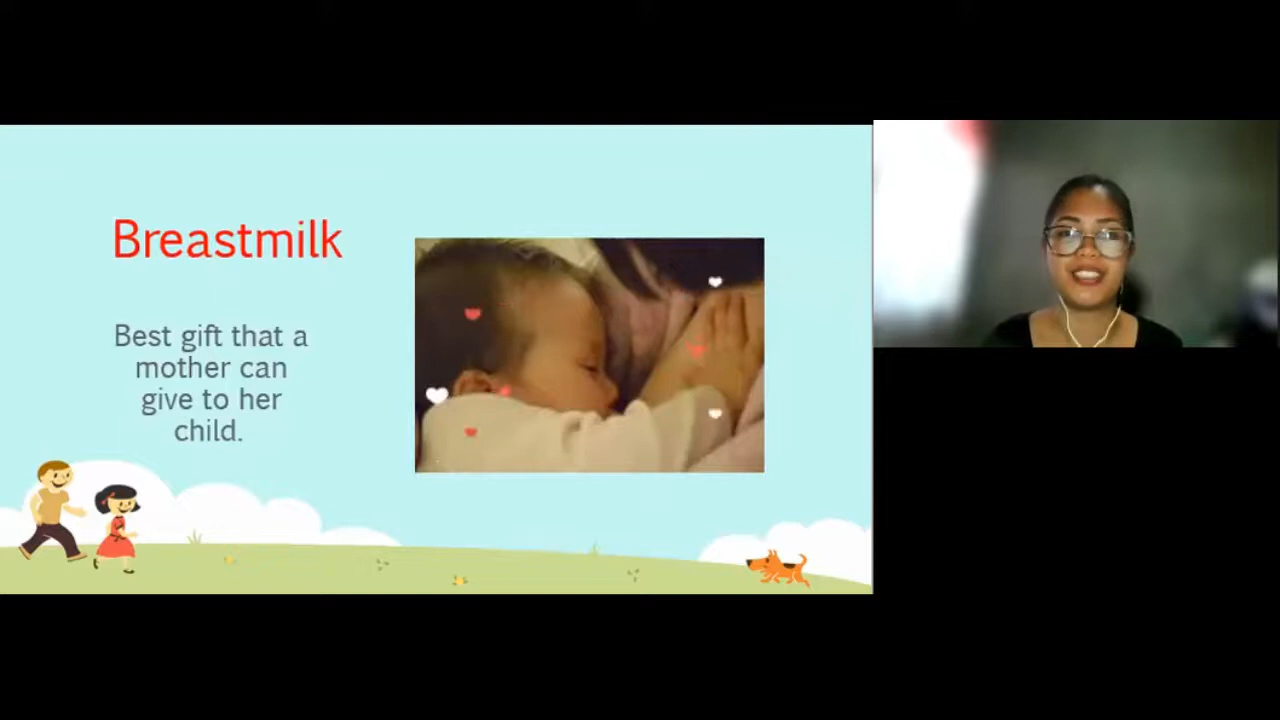 Breastmilk
Best gift that a
mother can
give to her
child.